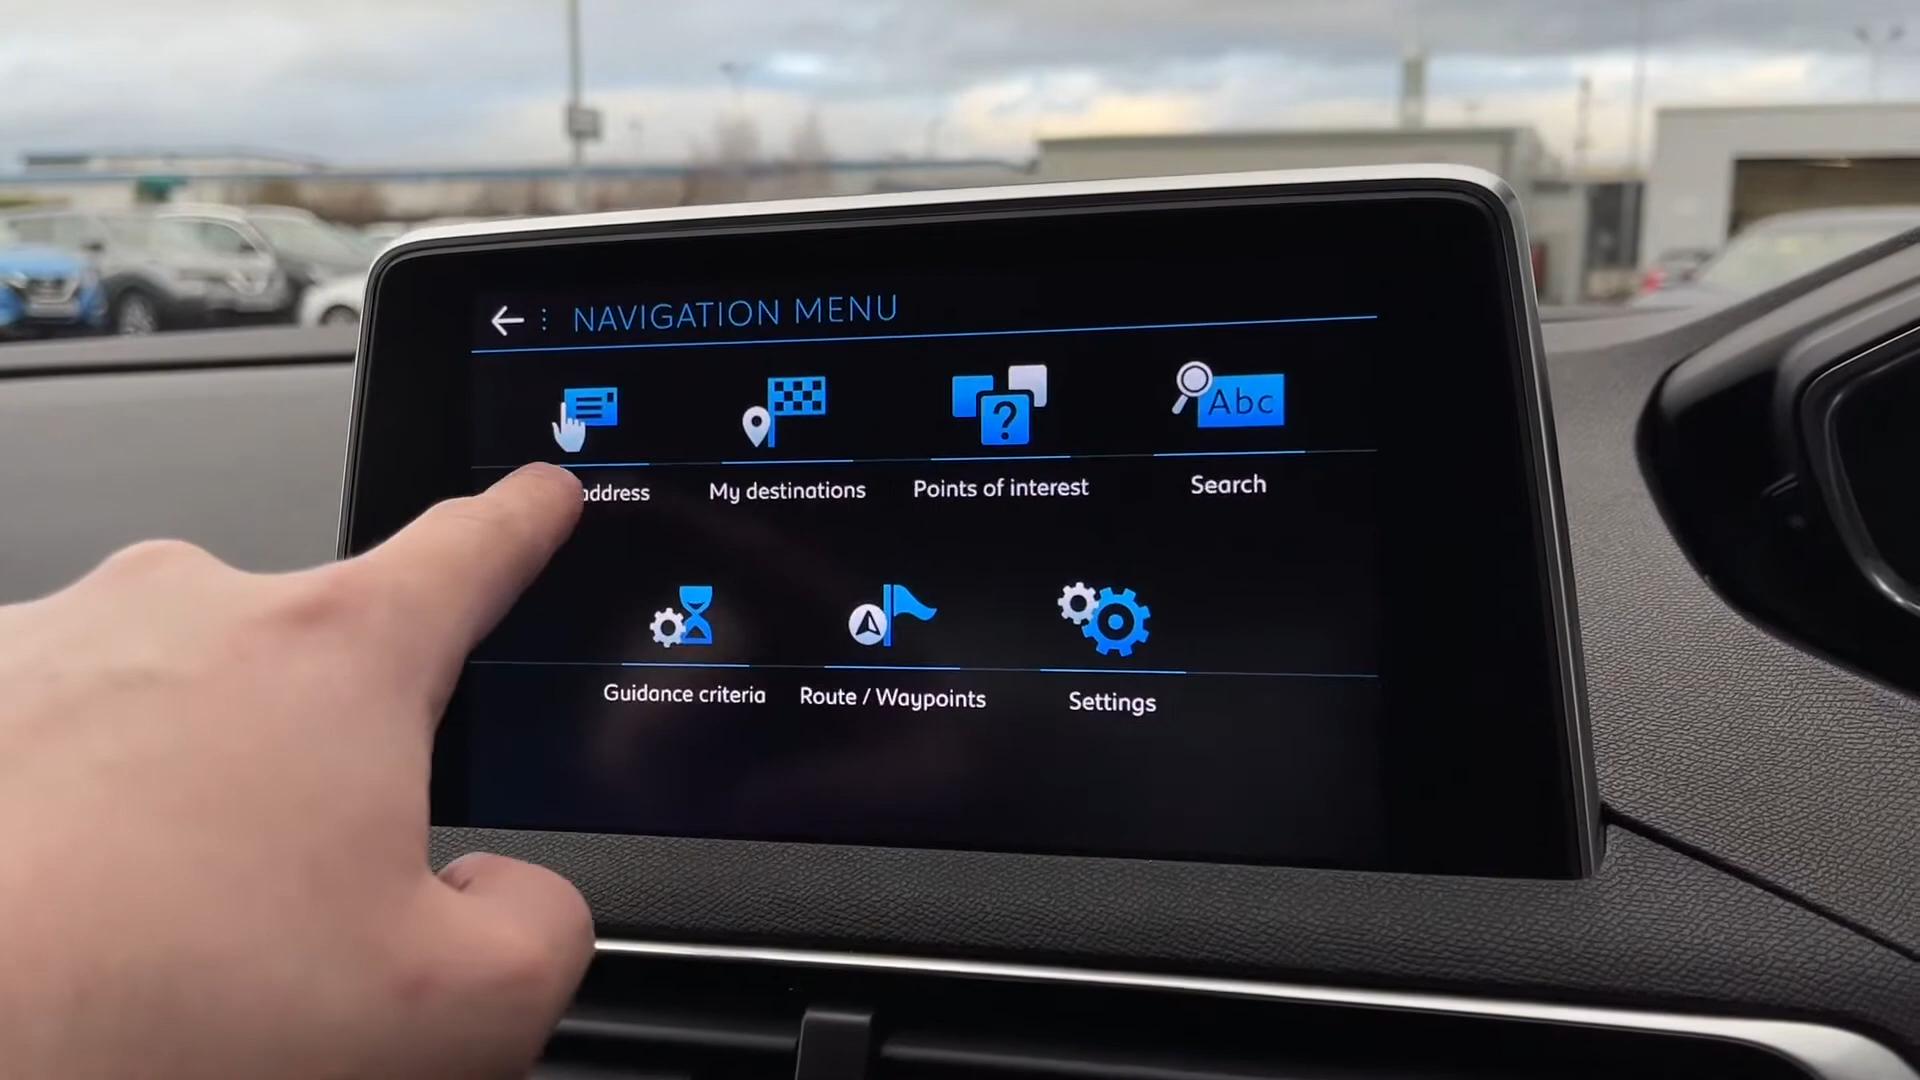 NAVIGATION MENU
Abc
address
My destinations
Points of interest
Search
Guidance criteria
Route / Waypoints
Settings